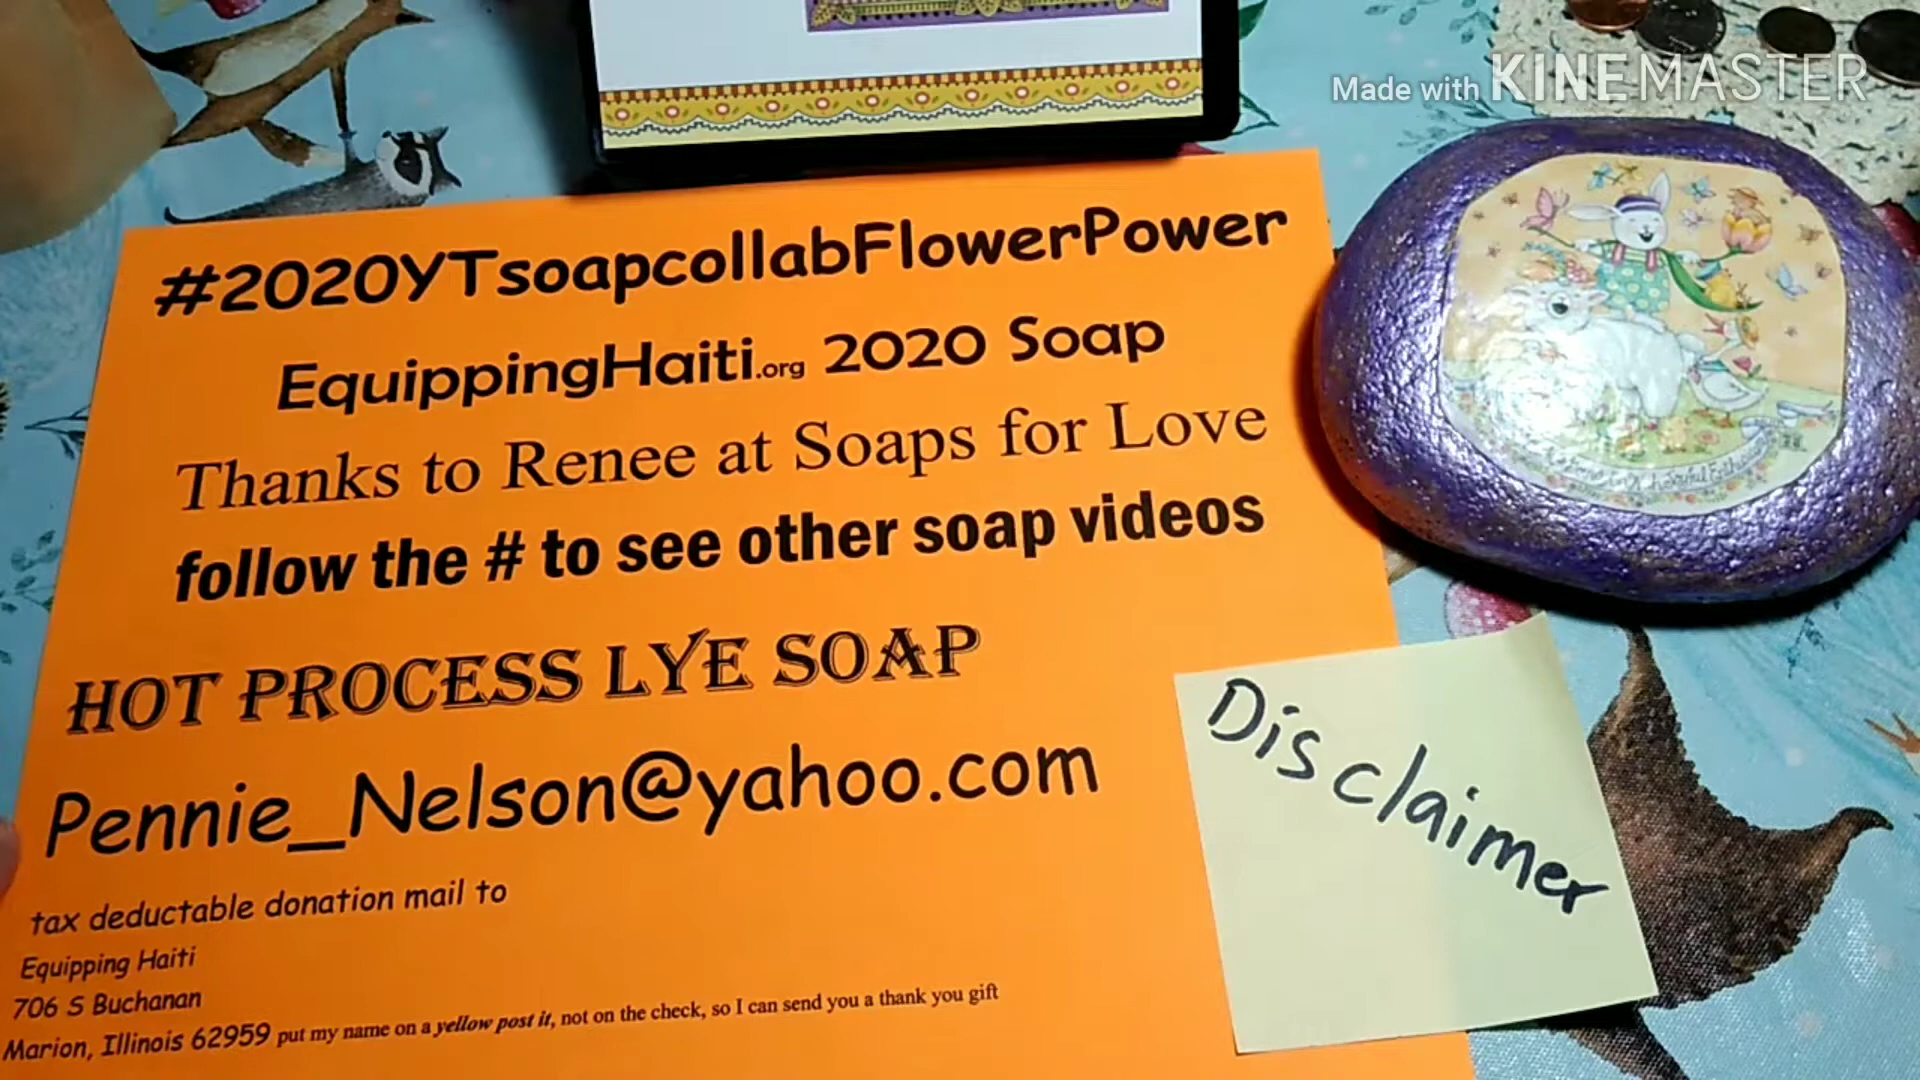 Made with KINEMASTER
#2020YTsoapcollabFlowerPower
EquippingHaiti.org 2020 Soap
Thanks to Renee at Soaps for Love
follow the # to see other soap videos
HOT PROCESS LYE SOAP
Pennie_Nelson@yahoo.com
tax deductable donation mail to
Equipping Haiti
706 S Buchanan
Marion, Illinois 62959 put my name on a yellow post it, not on the check, so I can send you a thank you gift
Disclaimer